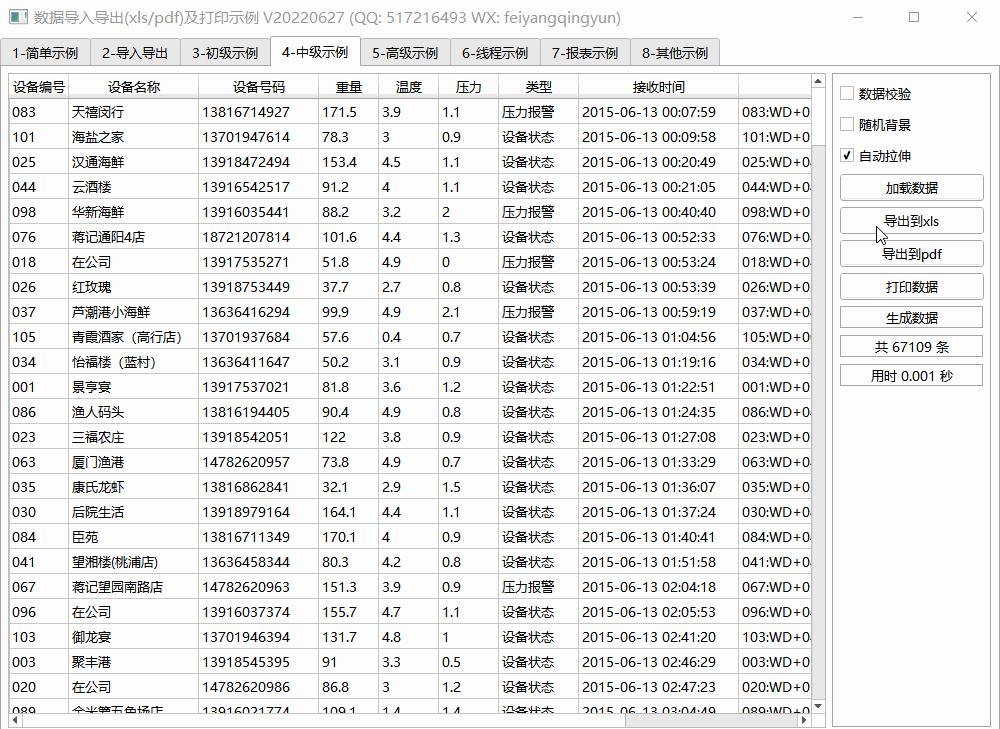 数据导入导出(xls/pdf)及打印示例 V20220627 (QQ: 517216493 WX: feiyangqingyun)
1-简单示例 2-导入导出 3-初级示例 4-中级示例 5-高级示例 6-线程示例 7-报表示例 8-其他示例
设备编号 设备名称 设备号码 重量 温度 压力 类型 接收时间
083 天禧闵行 13816714927 171.5 3.9 1.1 压力报警 2015-06-13 00:07:59 083:WD+0
101 海盐之家 13701947614 78.3 3 0.9 设备状态 2015-06-13 00:09:58 101:WD+0
025 汉通海鲜 13918472494 153.4 4.5 1.1 设备状态 2015-06-13 00:20:49 025:WD+0
044 云酒楼 13916542517 91.2 4 1.1 设备状态 2015-06-13 00:21:05 044:WD+0
098 华新海鲜 13916035441 88.2 3.2 2 压力报警 2015-06-13 00:40:40 098:WD+0
076 蒋记通阳4店 18721207814 101.6 4.4 1.3 设备状态 2015-06-13 00:52:33 076:WD+0
018 在公司 13917535271 51.8 4.9 0 压力报警 2015-06-13 00:53:24 018:WD+0
026 红玫瑰 13918753449 37.7 2.7 0.8 设备状态 2015-06-13 00:53:39 026:WD+0
037 芦潮港小海鲜 13636416294 99.9 4.9 2.1 压力报警 2015-06-13 00:59:19 037:WD+0
105 青霞酒家（高行店） 13701937684 57.6 0.4 0.7 设备状态 2015-06-13 01:04:56 105:WD+0
034 怡福楼（蓝村） 13636411647 50.2 3.1 0.9 设备状态 2015-06-13 01:19:16 034:WD+0
001 景亨宴 13917537021 81.8 3.6 1.2 设备状态 2015-06-13 01:22:51 001:WD+0
086 渔人码头 13816194405 90.4 4.9 0.8 设备状态 2015-06-13 01:24:35 086:WD+0
023 三福农庄 13918542051 122 3.8 0.9 设备状态 2015-06-13 01:27:08 023:WD+0
063 厦门渔港 14782620957 73.8 4.9 0.7 设备状态 2015-06-13 01:33:29 063:WD+0
035 康氏龙虾 13816862841 32.1 2.9 1.5 设备状态 2015-06-13 01:36:07 035:WD+0
030 后院生活 13918979164 164.1 4.4 1.1 设备状态 2015-06-13 01:37:24 030:WD+0
084 臣苑 13816711349 170.1 4 0.9 设备状态 2015-06-13 01:40:41 084:WD+0
041 望湘楼(桃浦店) 13636458344 80.3 4.2 0.8 设备状态 2015-06-13 01:51:58 041:WD+0
067 蒋记望园南路店 14782620963 151.3 3.9 0.9 压力报警 2015-06-13 02:04:18 067:WD+0
096 在公司 13916037374 155.7 4.7 1.1 设备状态 2015-06-13 02:05:53 096:WD+0
103 御龙宴 13701946394 131.7 4.8 1 设备状态 2015-06-13 02:41:20 103:WD+0
003 聚丰港 13918545395 91 3.3 0.5 设备状态 2015-06-13 02:46:29 003:WD+0
020 在公司 14782620986 86.8 3 1.2 设备状态 2015-06-13 02:47:23 020:WD+0
089 13916021774 109.1 1.4 1.4 设备状态 2015-06-13 03:04:49 089:WD+0
数据校验
随机背景
自动拉伸
加载数据
导出到xls
导出到pdf
打印数据
生成数据
共 67109 条
用时 0.001 秒